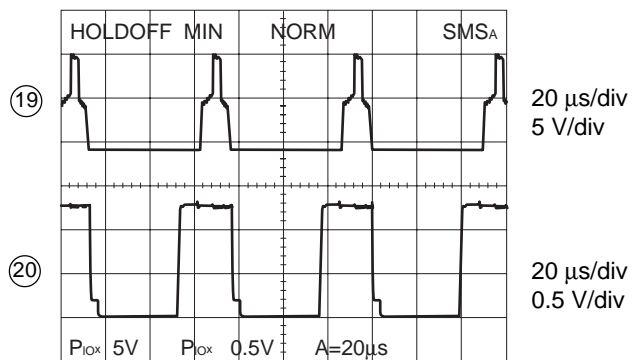 HOLDOFF MIN NORM SMSA
19
20 µs/div
5 V/div
20
20 µs/div
0.5 V/div
PIOX 5V PIOX 0.5V A=20µs